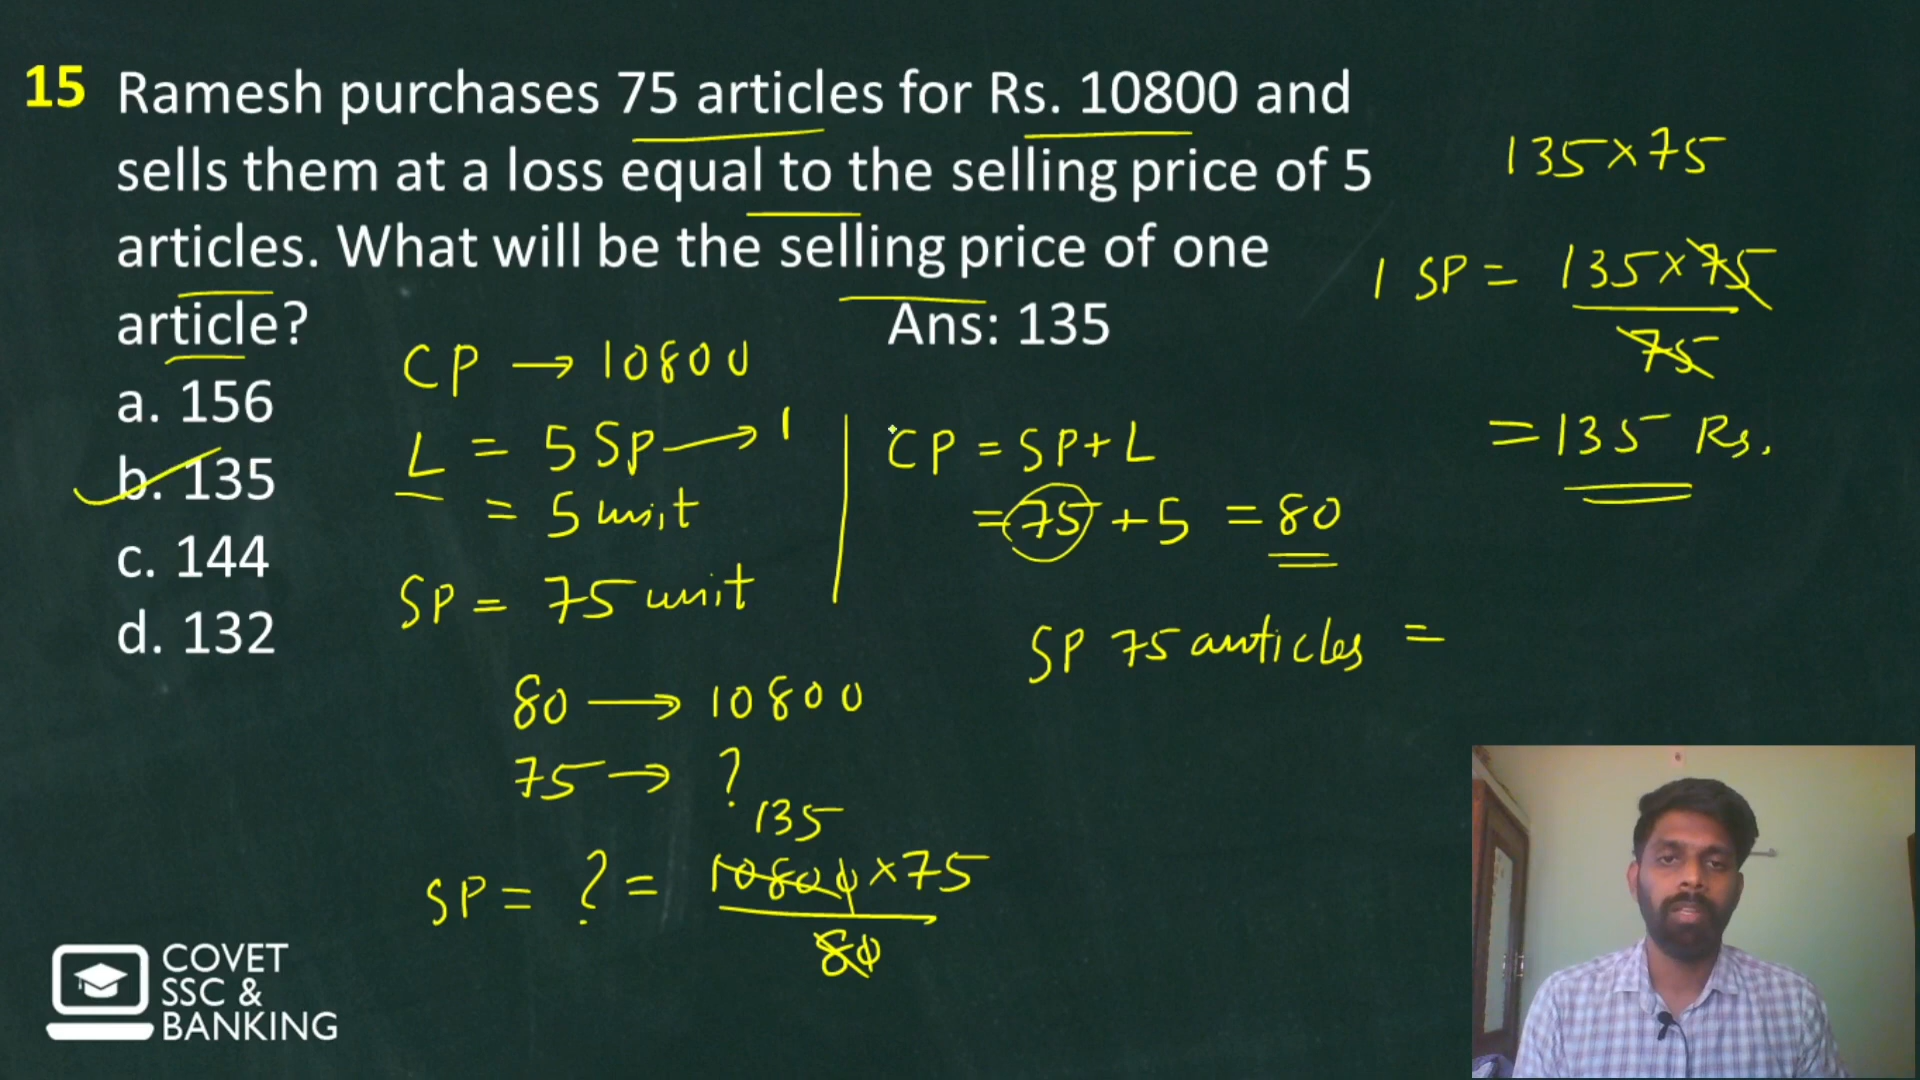 15 Ramesh purchases 75 articles for Rs. 10800 and
sells them at a loss equal to the selling price of 5
articles. What will be the selling price of one
article? Ans: 135
a. 156
b. 135
c. 144
d. 132
CP → 10800
L = 5 SP → 1
= 5 unit
SP = 75 unit
80 → 10800
75 → ?
135
SP = ? = 10800 × 75
80
CP = SP + L
= 75 + 5 = 80
SP 75 articles =
135 × 75
1 SP = 135 × 75
75
= 135 Rs.
COVET
SSC &
BANKING